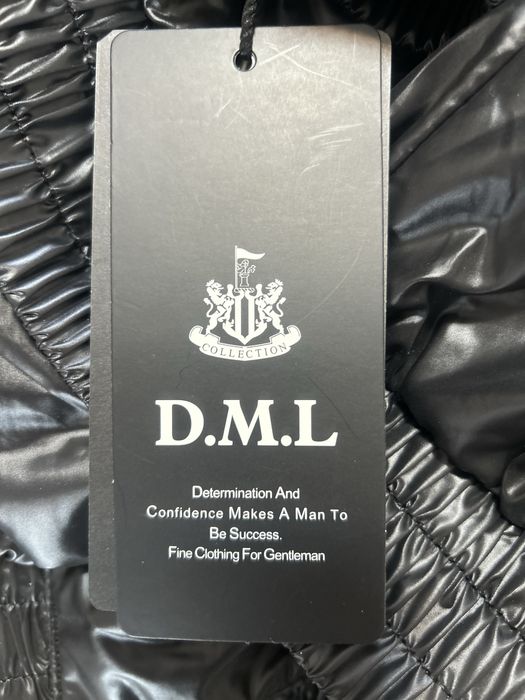 COLLECTION
D.M.L
Determination And
Confidence Makes A Man To
Be Success.
Fine Clothing For Gentleman